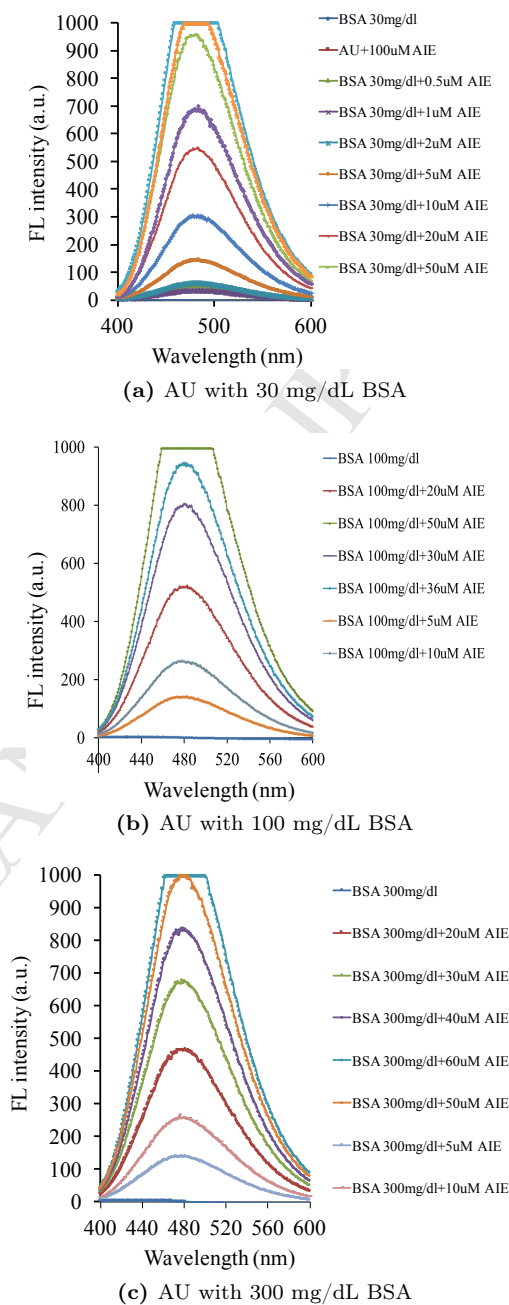 1000
900
800
700
600
500
400
300
200
100
0
FL intensity (a.u.)
400 500 600
Wavelength (nm)
BSA 30mg/dl
AU+100uM AIE
BSA 30mg/dl+0.5uM AIE
BSA 30mg/dl+1uM AIE
BSA 30mg/dl+2uM AIE
BSA 30mg/dl+5uM AIE
BSA 30mg/dl+10uM AIE
BSA 30mg/dl+20uM AIE
BSA 30mg/dl+50uM AIE
(a) AU with 30 mg/dL BSA
1000
800
600
400
200
0
FL intensity (a.u.)
400 440 480 520 560 600
Wavelength (nm)
BSA 100mg/dl
BSA 100mg/dl+20uM AIE
BSA 100mg/dl+50uM AIE
BSA 100mg/dl+30uM AIE
BSA 100mg/dl+36uM AIE
BSA 100mg/dl+5uM AIE
BSA 100mg/dl+10uM AIE
(b) AU with 100 mg/dL BSA
1000
900
800
700
600
500
400
300
200
100
0
FL intensity (a.u.)
400 440 480 520 560 600
Wavelength (nm)
BSA 300mg/dl
BSA 300mg/dl+20uM AIE
BSA 300mg/dl+30uM AIE
BSA 300mg/dl+40uM AIE
BSA 300mg/dl+60uM AIE
BSA 300mg/dl+50uM AIE
BSA 300mg/dl+5uM AIE
BSA 300mg/dl+10uM AIE
(c) AU with 300 mg/dL BSA